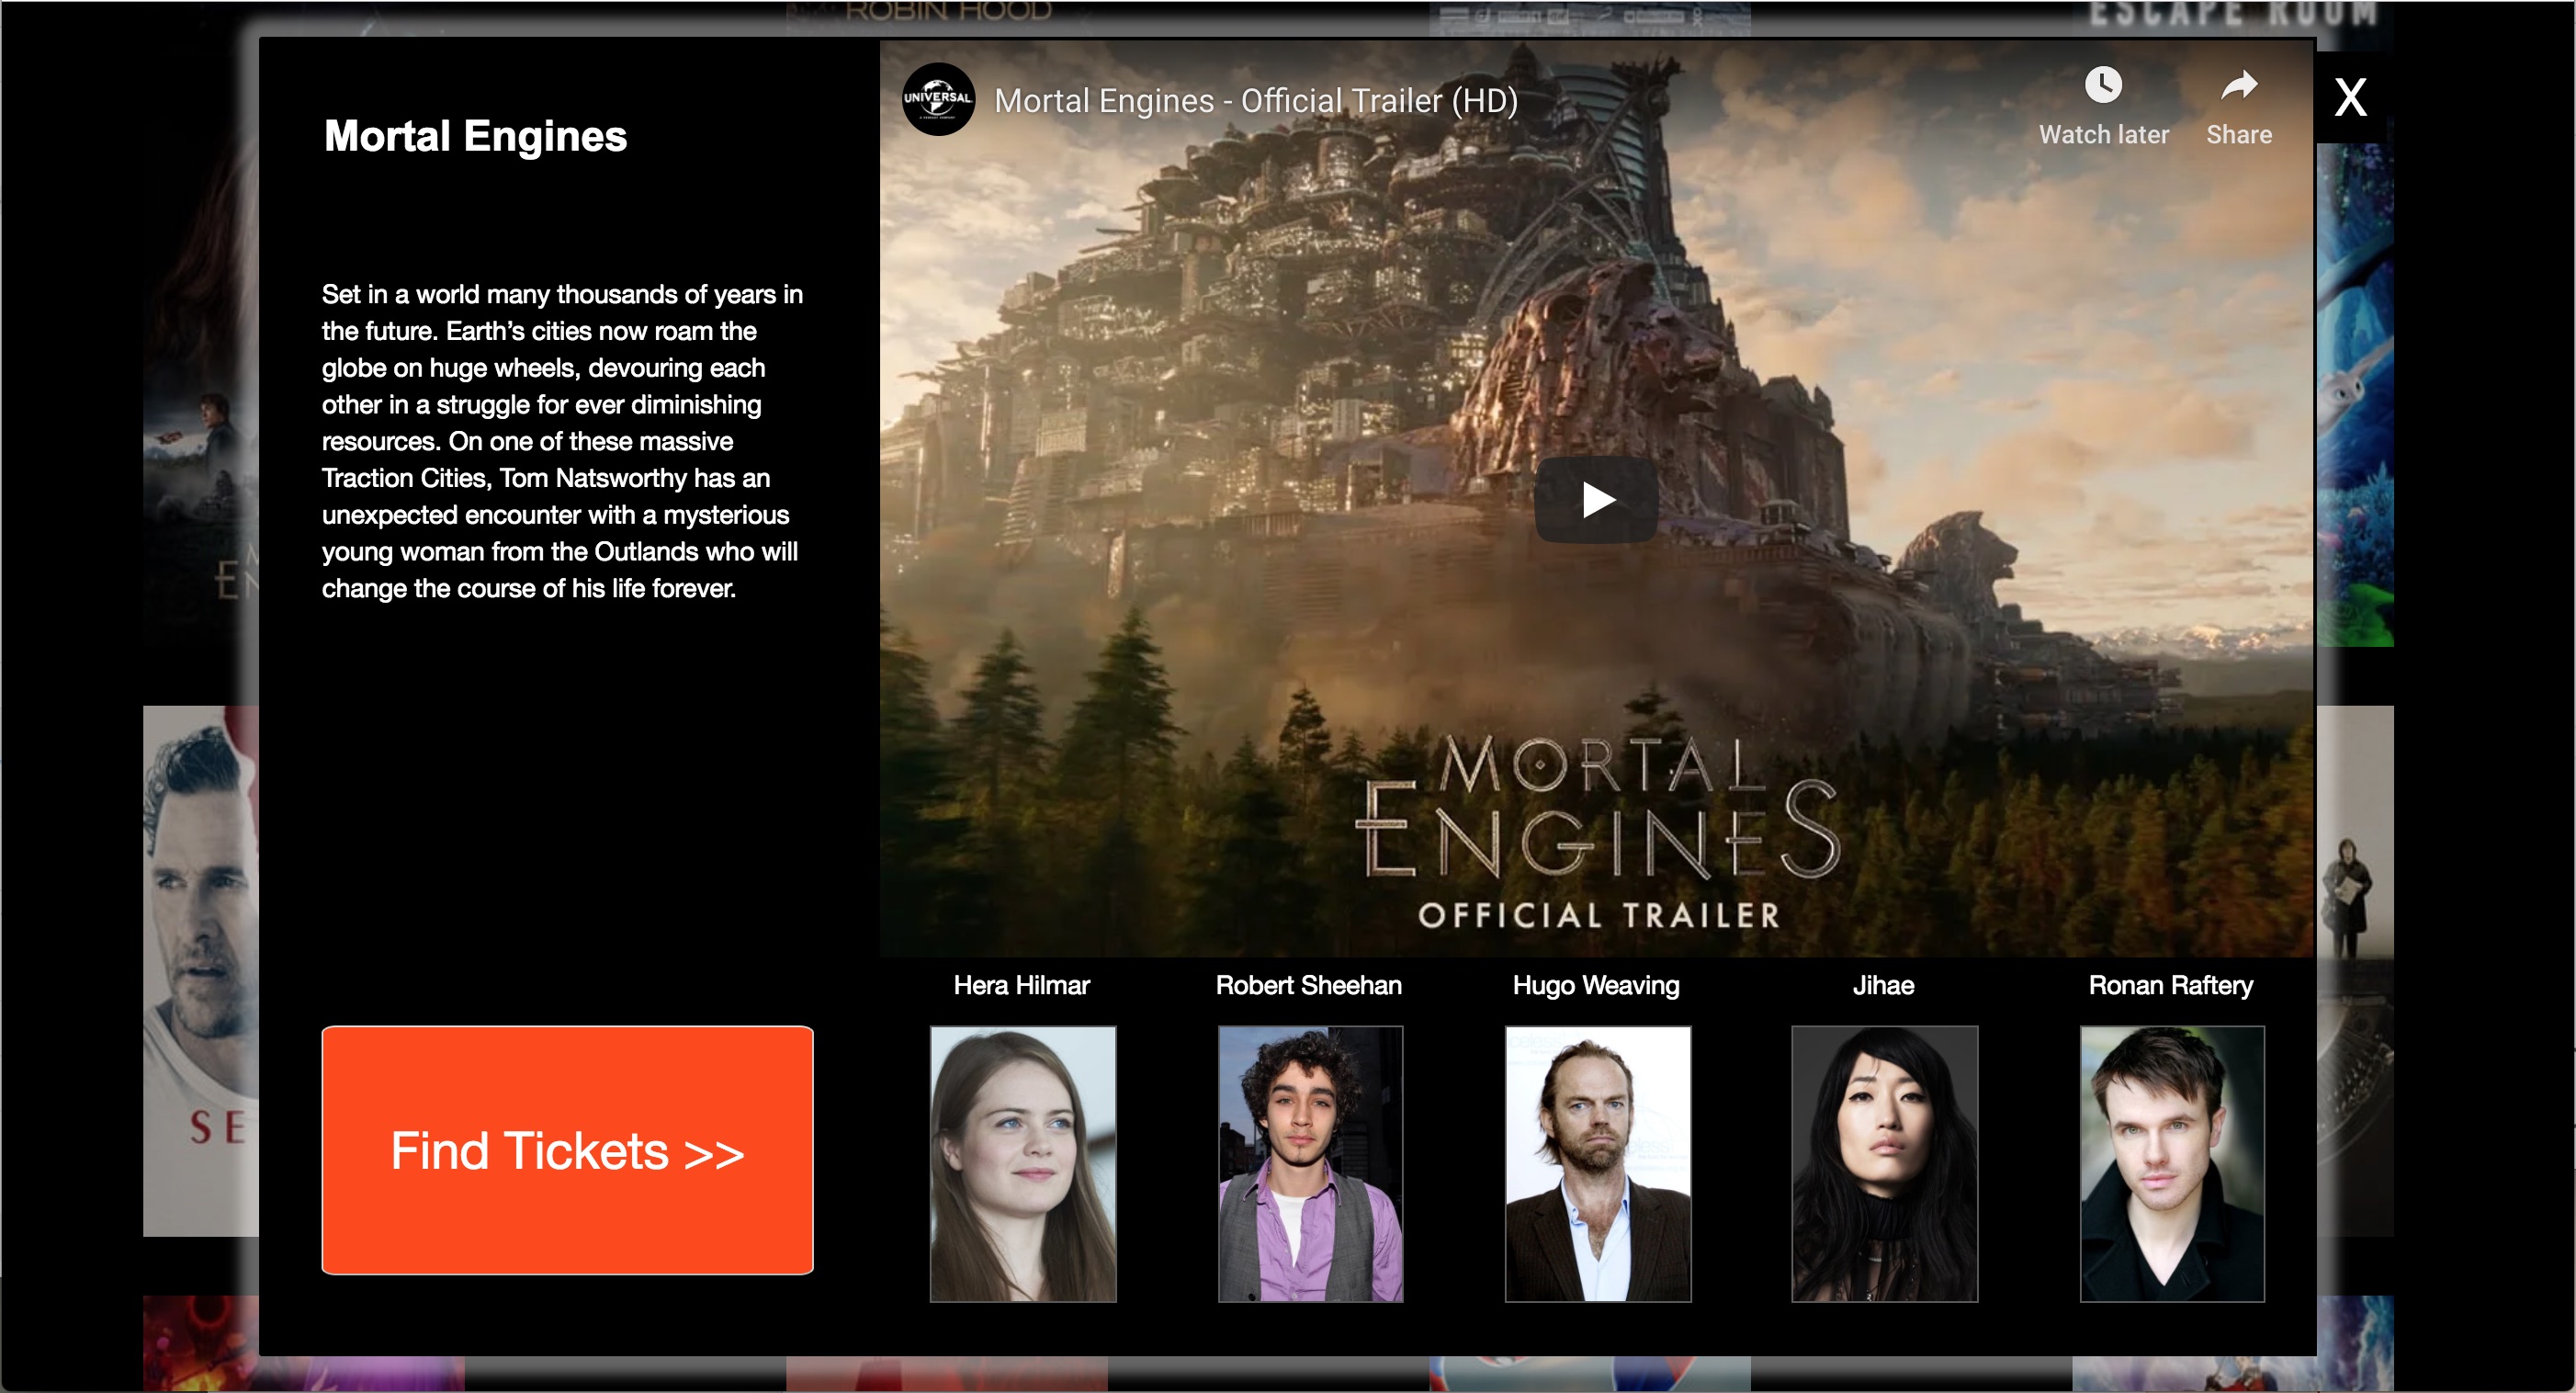 ROBIN HOOD
ESCAPE ROOM
X
Mortal Engines
Set in a world many thousands of years in
the future. Earth’s cities now roam the
globe on huge wheels, devouring each
other in a struggle for ever diminishing
resources. On one of these massive
Traction Cities, Tom Natsworthy has an
unexpected encounter with a mysterious
young woman from the Outlands who will
change the course of his life forever.
Find Tickets >>
UNIVERSAL
Mortal Engines - Official Trailer (HD)
Watch later
Share
MORTAL
ENGINES
OFFICIAL TRAILER
Hera Hilmar
Robert Sheehan
Hugo Weaving
Jihae
Ronan Raftery
M
EN
SE